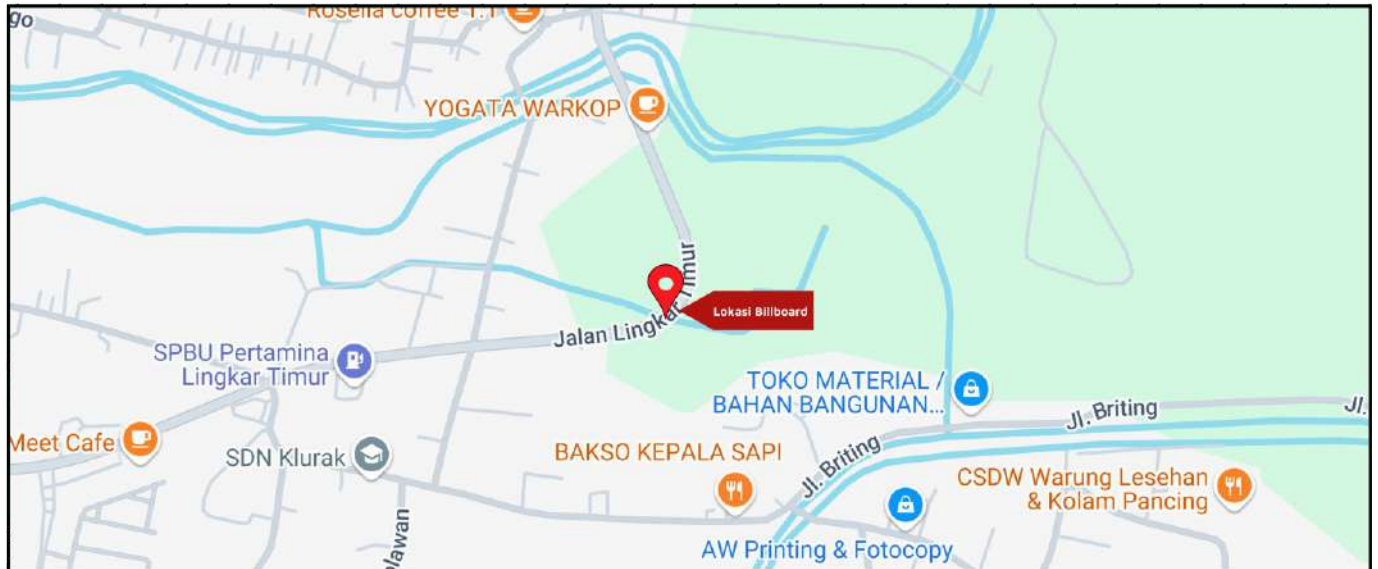 go
Rosella coffee 1.1
YOGATA WARKOP
Jalan Lingkar Timur
Lokasi Billboard
SPBU Pertamina
Lingkar Timur
TOKO MATERIAL /
BAHAN BANGUNAN...
Jl. Briting
Jl.
Meet Cafe
SDN Klurak
BAKSO KEPALA SAPI
Jl. Briting
CSDW Warung Lesehan
& Kolam Pancing
AW Printing & Fotocopy
olawan